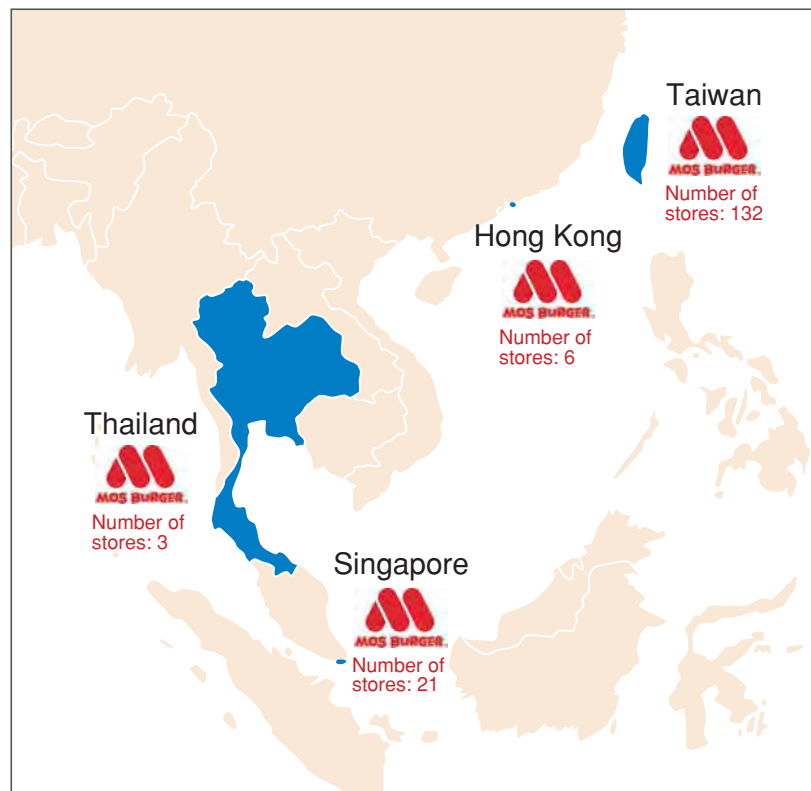 Taiwan
MOS BURGER.
Number of
stores: 132
Hong Kong
MOS BURGER.
Number of
stores: 6
Thailand
MOS BURGER.
Number of
stores: 3
Singapore
MOS BURGER.
Number of
stores: 21